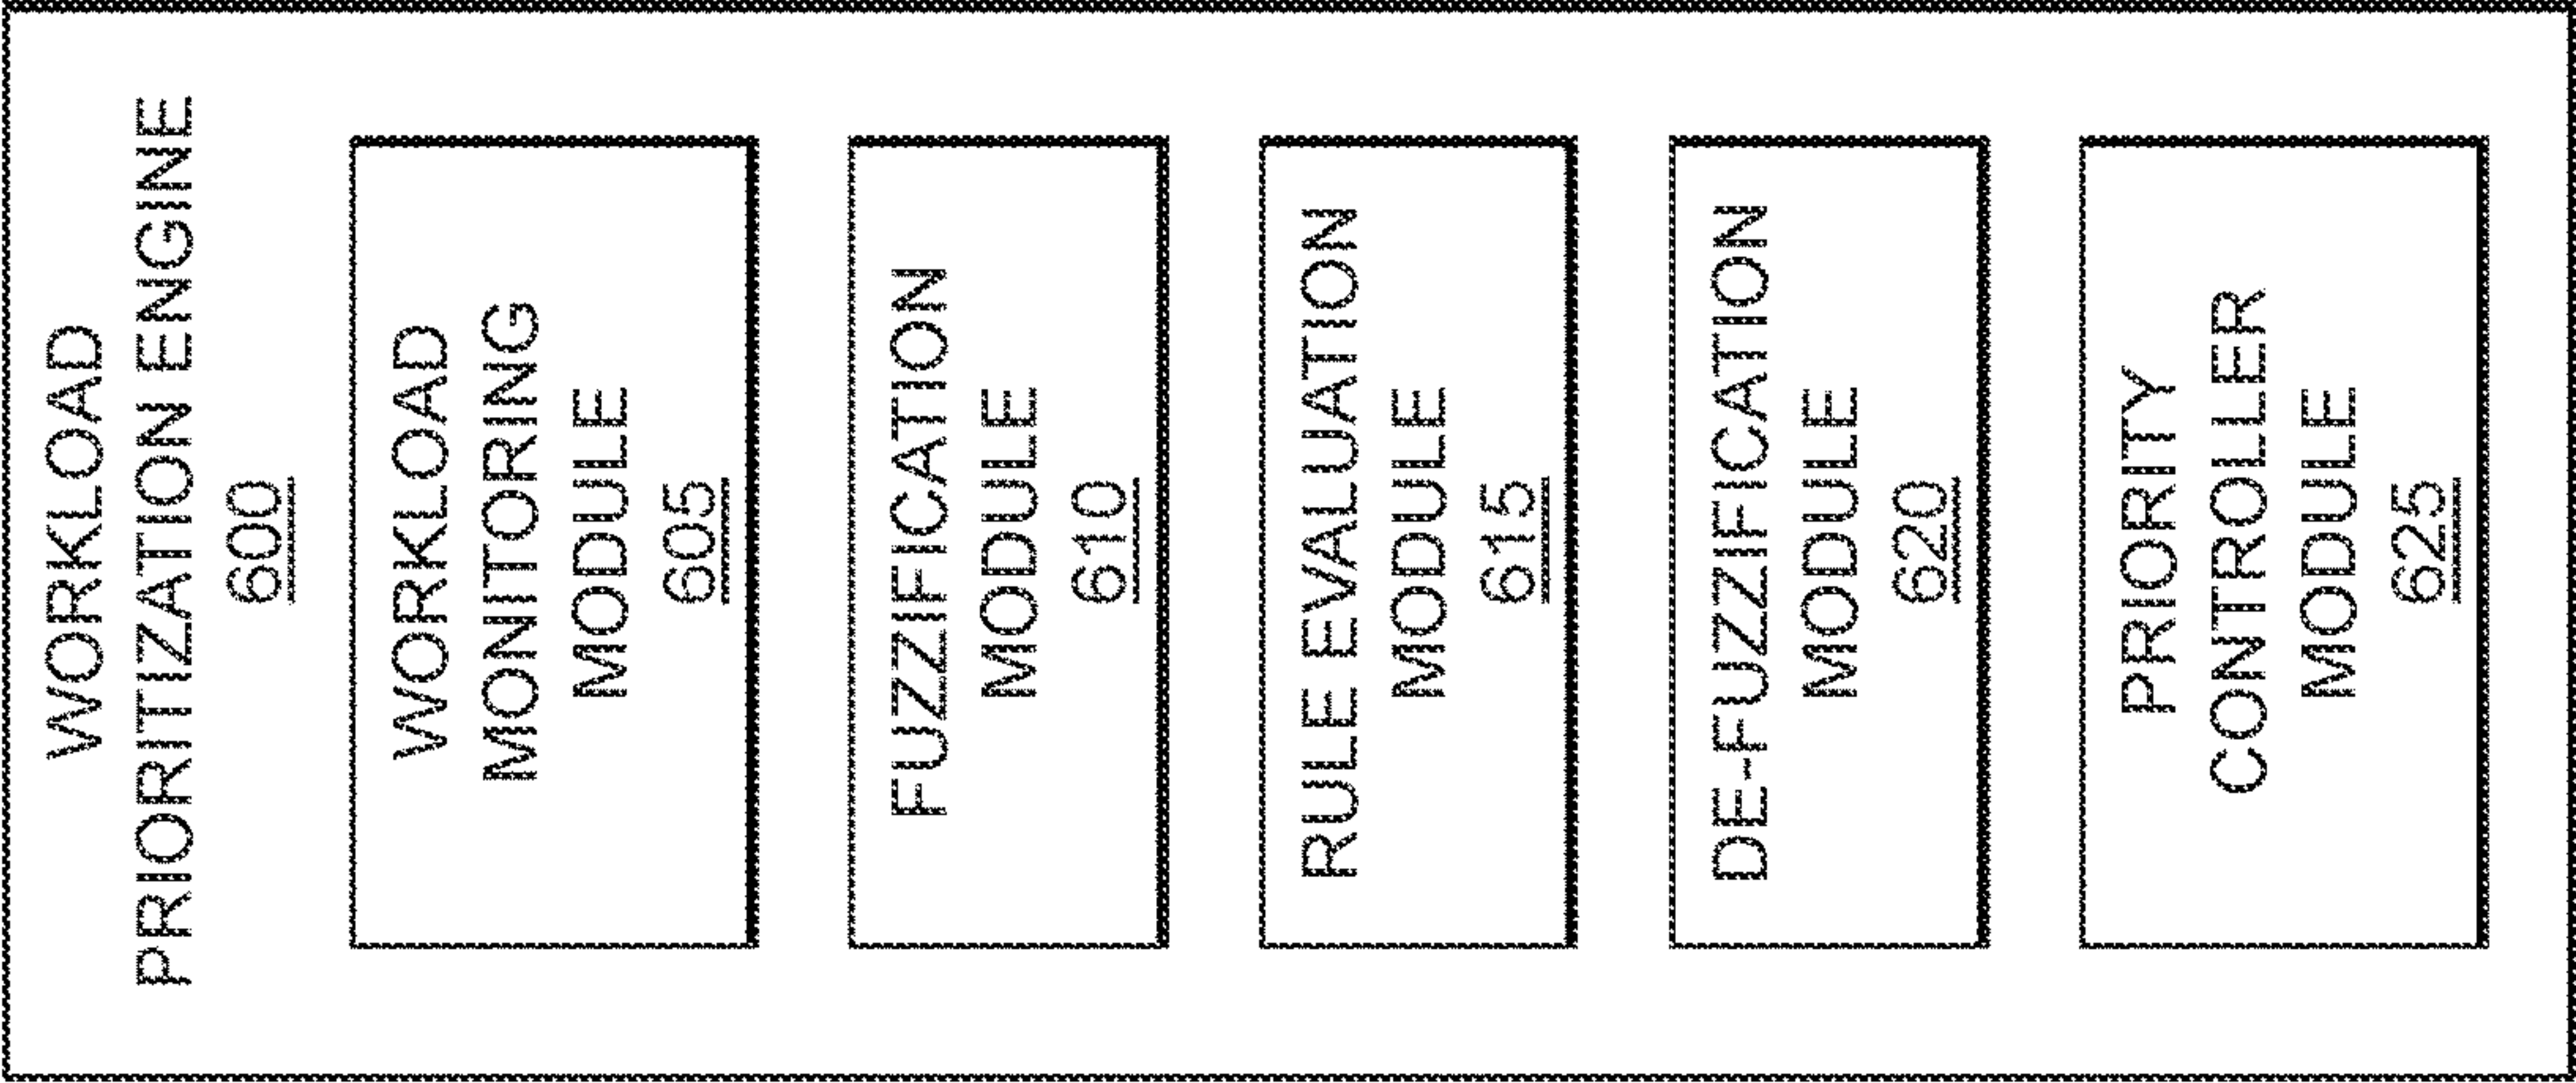 WORKLOAD
PRIORITIZATION ENGINE
600
WORKLOAD
MONITORING
MODULE
605
FUZZIFICATION
MODULE
610
RULE EVALUATION
MODULE
615
DE-FUZZIFICATION
MODULE
620
PRIORITY
CONTROLLER
MODULE
625